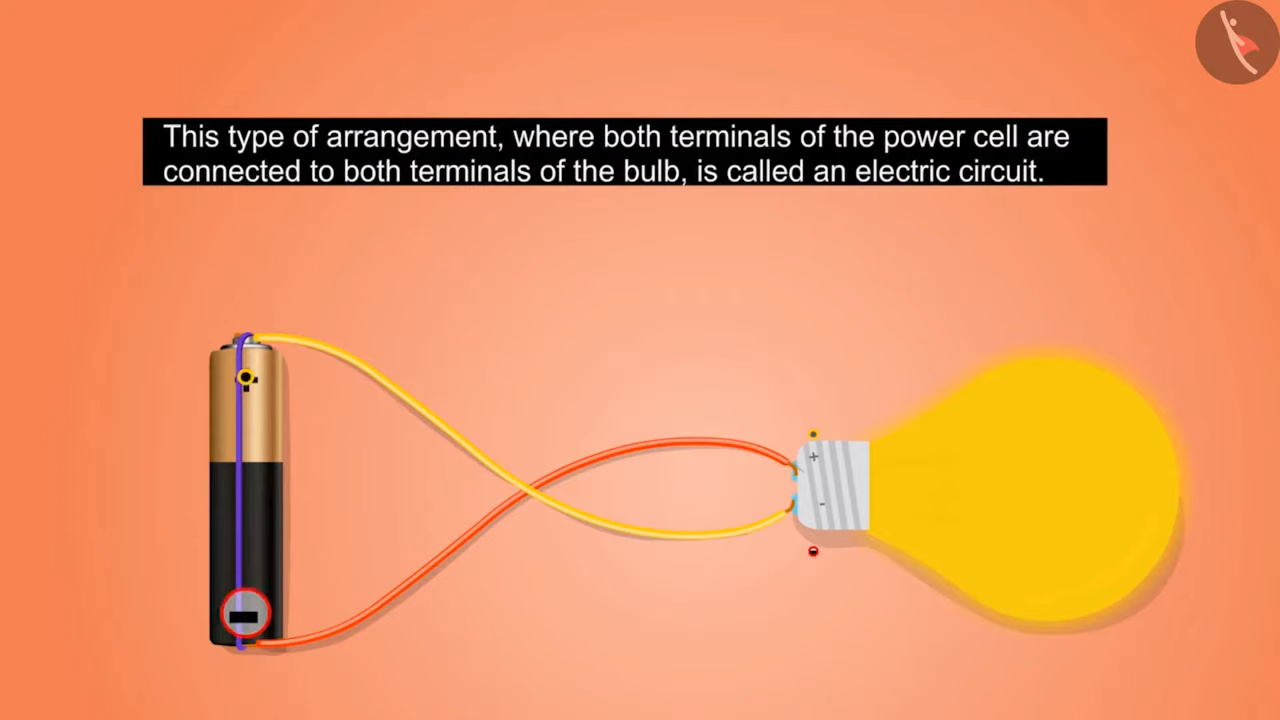 This type of arrangement, where both terminals of the power cell are
connected to both terminals of the bulb, is called an electric circuit.
+
+
-
-